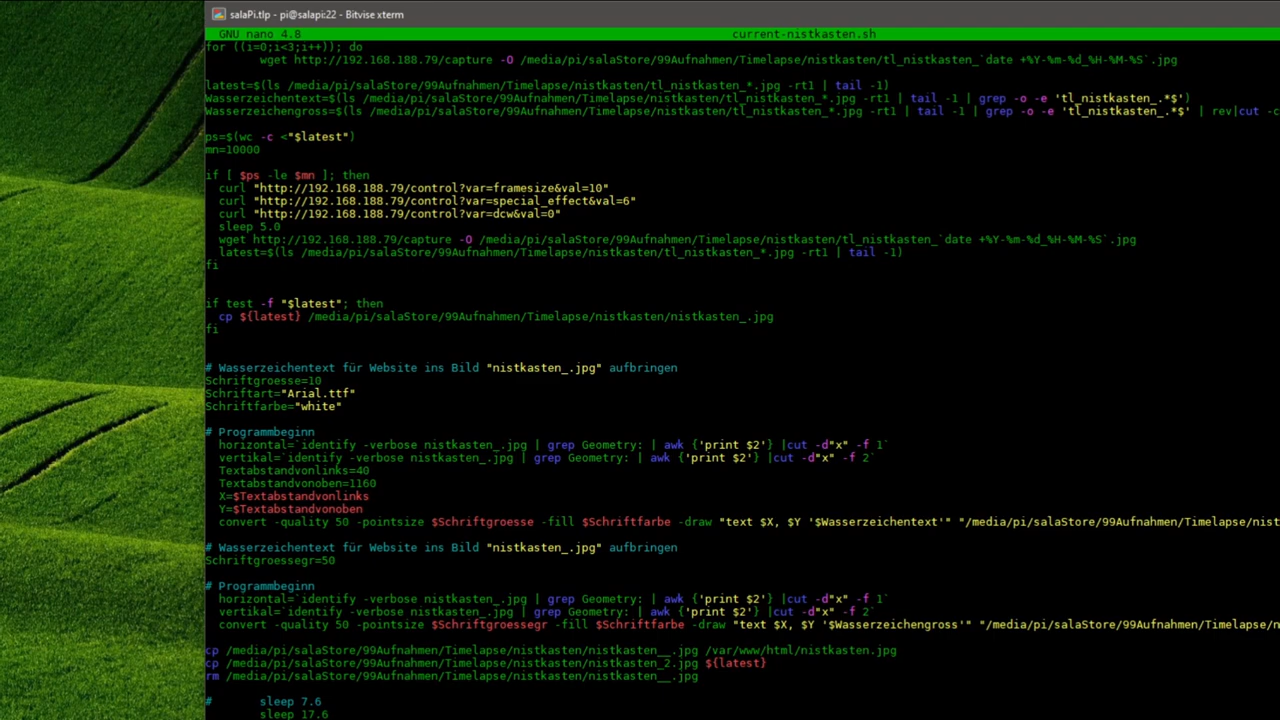 salaPi.tlp - pi@salapi:22 - Bitvise xterm
GNU nano 4.8 current-nistkasten.sh
for ((i=0;i<3;i++)); do
wget http://192.168.188.79/capture -O /media/pi/salaStore/99Aufnahmen/Timelapse/nistkasten/tl_nistkasten_`date +%Y-%m-%d_%H-%M-%S`.jpg
latest=$(ls /media/pi/salaStore/99Aufnahmen/Timelapse/nistkasten/tl_nistkasten_*.jpg -rt1 | tail -1)
Wasserzeichentext=$(ls /media/pi/salaStore/99Aufnahmen/Timelapse/nistkasten/tl_nistkasten_*.jpg -rt1 | tail -1 | grep -o -e 'tl_nistkasten_.*$')
Wasserzeichengross=$(ls /media/pi/salaStore/99Aufnahmen/Timelapse/nistkasten/tl_nistkasten_*.jpg -rt1 | tail -1 | grep -o -e 'tl_nistkasten_.*$' | rev|cut -c
ps=$(wc -c <"$latest")
mn=10000
if [ $ps -le $mn ]; then
curl "http://192.168.188.79/control?var=framesize&val=10"
curl "http://192.168.188.79/control?var=special_effect&val=6"
curl "http://192.168.188.79/control?var=dcw&val=0"
sleep 5.0
wget http://192.168.188.79/capture -O /media/pi/salaStore/99Aufnahmen/Timelapse/nistkasten/tl_nistkasten_`date +%Y-%m-%d_%H-%M-%S`.jpg
latest=$(ls /media/pi/salaStore/99Aufnahmen/Timelapse/nistkasten/tl_nistkasten_*.jpg -rt1 | tail -1)
fi
if test -f "$latest"; then
cp ${latest} /media/pi/salaStore/99Aufnahmen/Timelapse/nistkasten/nistkasten_.jpg
fi
# Wasserzeichentext für Website ins Bild "nistkasten_.jpg" aufbringen
Schriftgroesse=10
Schriftart="Arial.ttf"
Schriftfarbe="white"
# Programmbeginn
horizontal=`identify -verbose nistkasten_.jpg | grep Geometry: | awk {'print $2'} |cut -d"x" -f 1`
vertikal=`identify -verbose nistkasten_.jpg | grep Geometry: | awk {'print $2'} |cut -d"x" -f 2`
Textabstandvonlinks=40
Textabstandvonoben=1160
X=$Textabstandvonlinks
Y=$Textabstandvonoben
convert -quality 50 -pointsize $Schriftgroesse -fill $Schriftfarbe -draw "text $X, $Y '$Wasserzeichentext'" "/media/pi/salaStore/99Aufnahmen/Timelapse/nist
# Wasserzeichentext für Website ins Bild "nistkasten_.jpg" aufbringen
Schriftgroessegr=50
# Programmbeginn
horizontal=`identify -verbose nistkasten_.jpg | grep Geometry: | awk {'print $2'} |cut -d"x" -f 1`
vertikal=`identify -verbose nistkasten_.jpg | grep Geometry: | awk {'print $2'} |cut -d"x" -f 2`
convert -quality 50 -pointsize $Schriftgroessegr -fill $Schriftfarbe -draw "text $X, $Y '$Wasserzeichengross'" "/media/pi/salaStore/99Aufnahmen/Timelapse/n
cp /media/pi/salaStore/99Aufnahmen/Timelapse/nistkasten/nistkasten__.jpg /var/www/html/nistkasten.jpg
cp /media/pi/salaStore/99Aufnahmen/Timelapse/nistkasten/nistkasten_2.jpg ${latest}
rm /media/pi/salaStore/99Aufnahmen/Timelapse/nistkasten/nistkasten__.jpg
# sleep 7.6
sleep 17.6